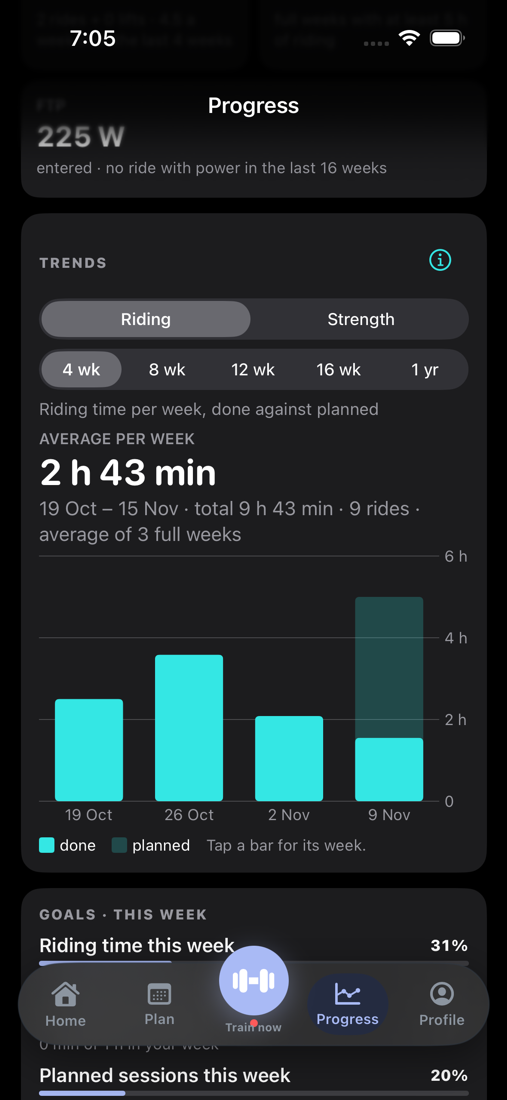 7:05
Progress
FTP
225 W
entered · no ride with power in the last 16 weeks
TRENDS
Riding
Strength
4 wk
8 wk
12 wk
16 wk
1 yr
Riding time per week, done against planned
AVERAGE PER WEEK
2 h 43 min
19 Oct – 15 Nov · total 9 h 43 min · 9 rides ·
average of 3 full weeks
6 h
4 h
2 h
0
19 Oct
26 Oct
2 Nov
9 Nov
done
planned
Tap a bar for its week.
GOALS · THIS WEEK
Riding time this week
31%
Home
Plan
Train now
Progress
Profile
Planned sessions this week
20%